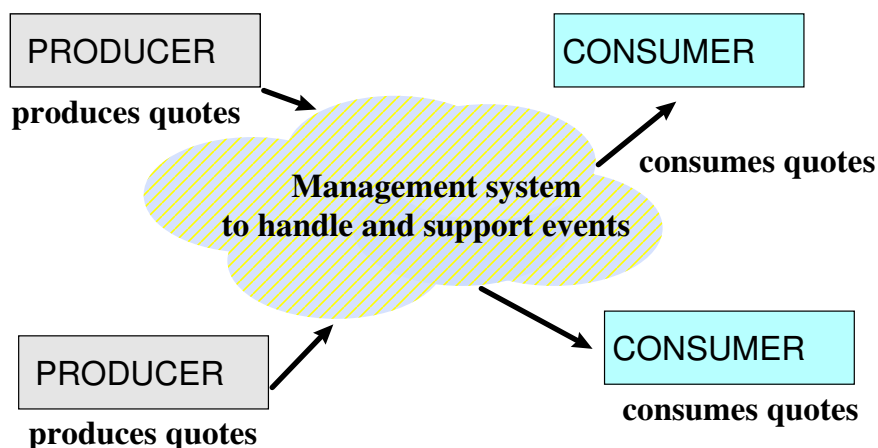 PRODUCER
produces quotes
CONSUMER
consumes quotes
Management system
to handle and support events
PRODUCER
produces quotes
CONSUMER
consumes quotes